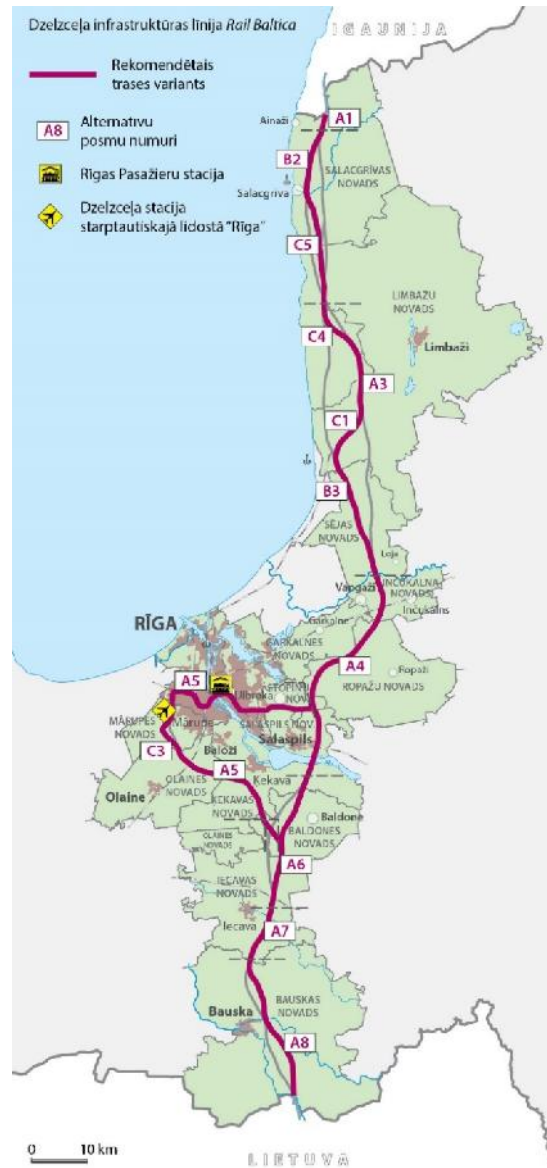 Dzelzceļa infrastruktūras līnija Rail Baltica
IGAUNIJA
Rekomendētais
trases variants
A8
Alternatīvu
posmu numuri
Rīgas Pasažieru stacija
Dzelzceļa stacija
starptautiskajā lidostā "Rīga"
Ainaži
A1
B2
SALACGRĪVAS
NOVADS
Salacgrīva
C5
LIMBAŽU
NOVADS
C4
Limbaži
A3
C1
B3
SĒJAS
NOVADS
Loja
Vangaži
INČUKALNA
NOVADS
Inčukalns
RĪGA
Garkalne
GARKALNES
NOVADS
A4
Ropaži
ROPAŽU NOVADS
A5
Ulbroka
MĀRUPES
NOVADS
Mārupe
SALASPILS NOV.
Salaspils
C3
Baloži
A5
Ķekava
Olaine
OLAINES
NOVADS
ĶEKAVAS
NOVADS
Baldone
BALDONES
NOVADS
OLAINES
NOVADS
A6
IECAVAS
NOVADS
Iecava
A7
BAUSKAS
NOVADS
Bauska
A8
0 10 km
LIETUVA